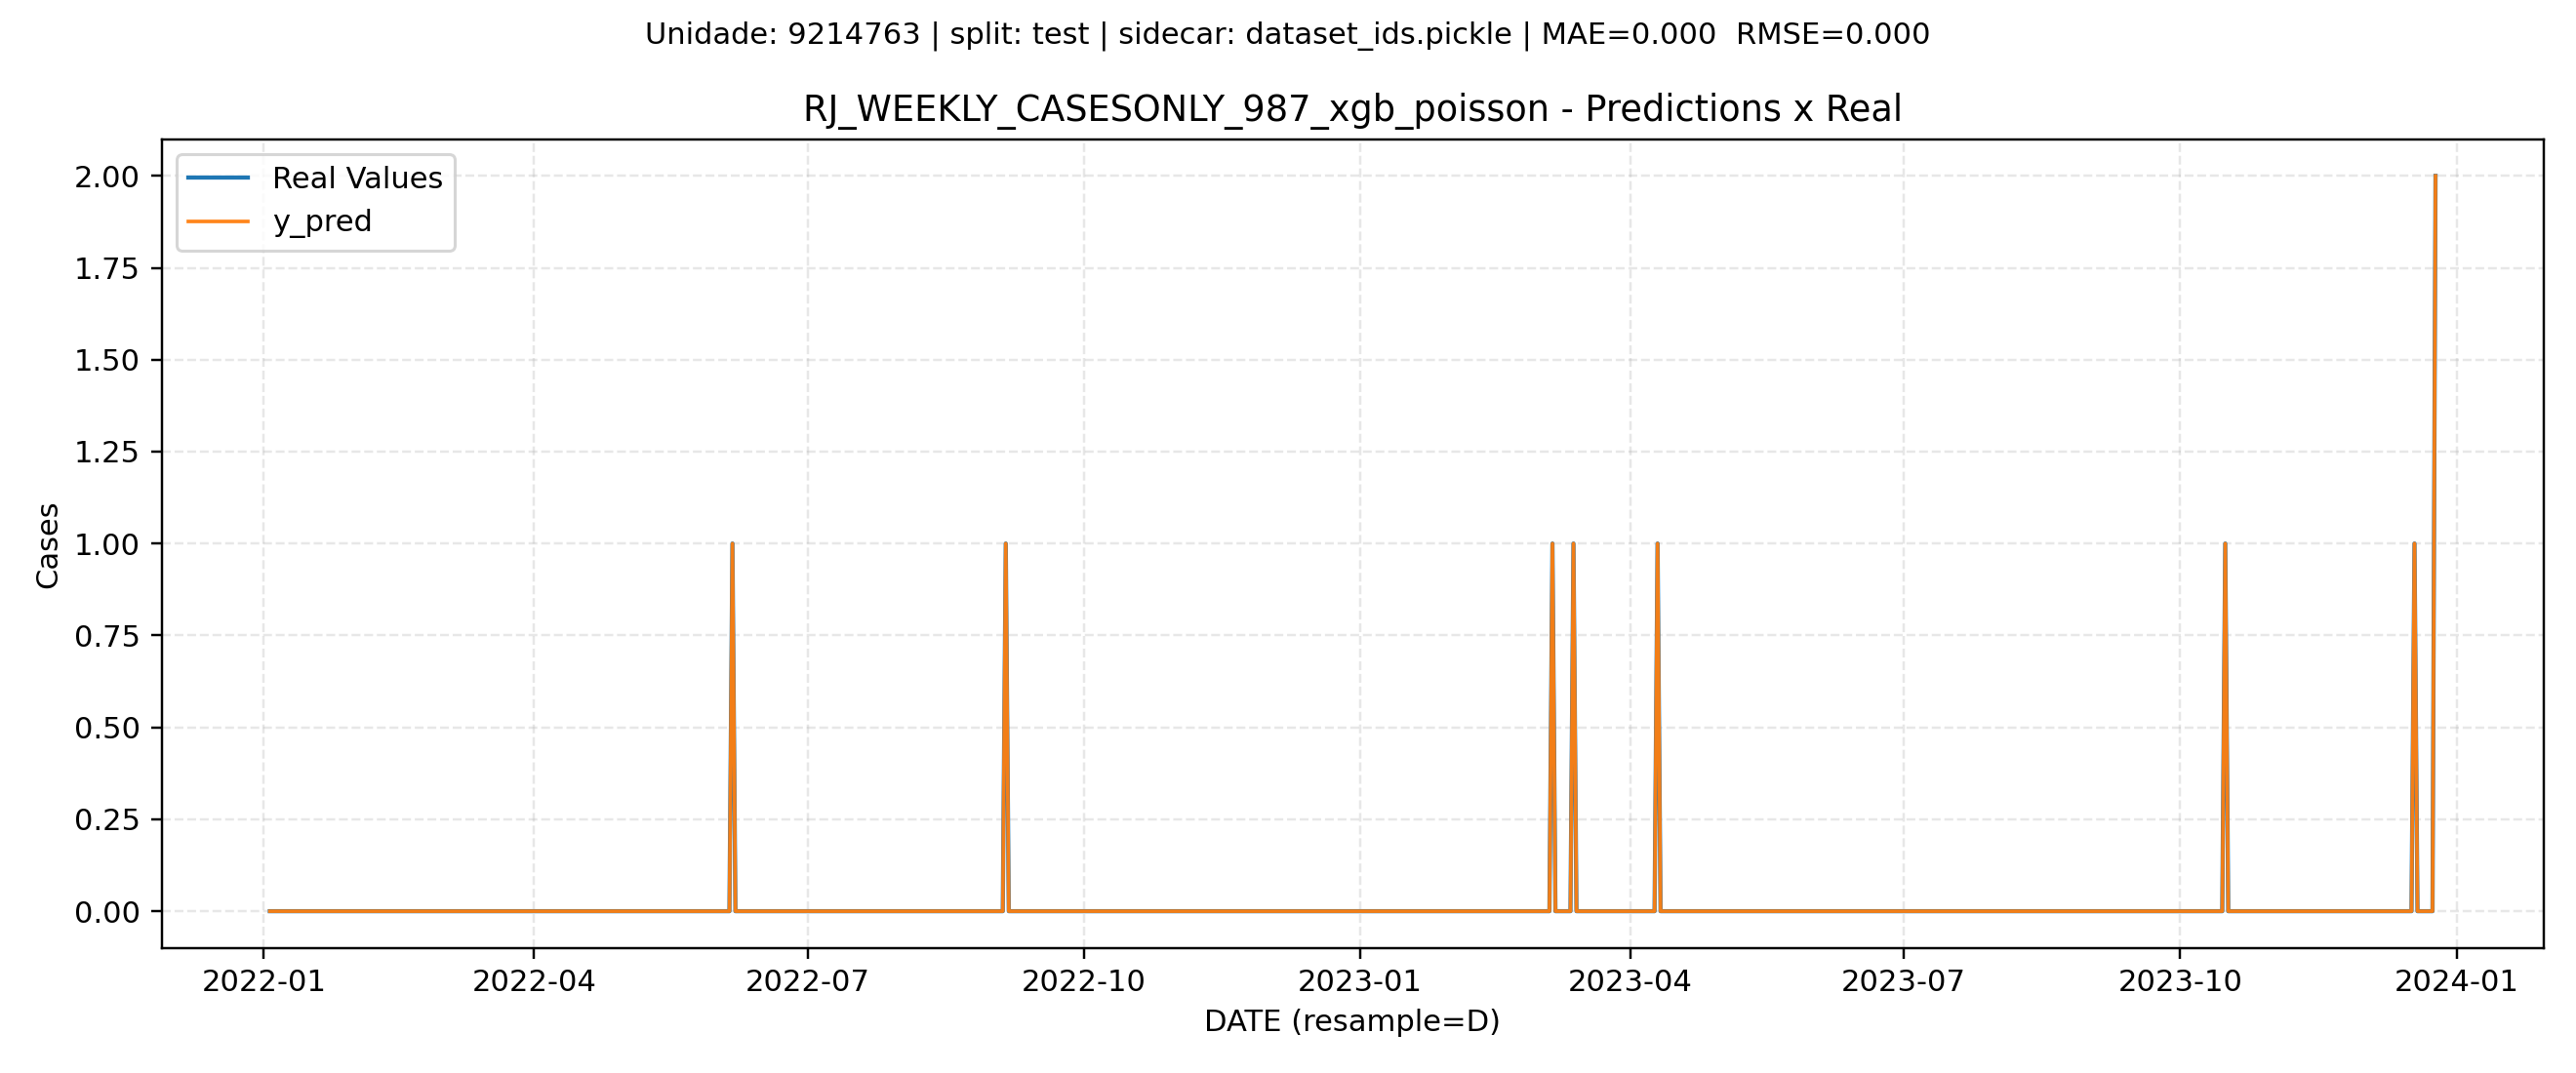 Unidade: 9214763 | split: test | sidecar: dataset_ids.pickle | MAE=0.000  RMSE=0.000
RJ_WEEKLY_CASESONLY_987_xgb_poisson - Predictions x Real
Real Values
y_pred
Cases
2.00
1.75
1.50
1.25
1.00
0.75
0.50
0.25
0.00
2022-01 2022-04 2022-07 2022-10 2023-01 2023-04 2023-07 2023-10 2024-01
DATE (resample=D)